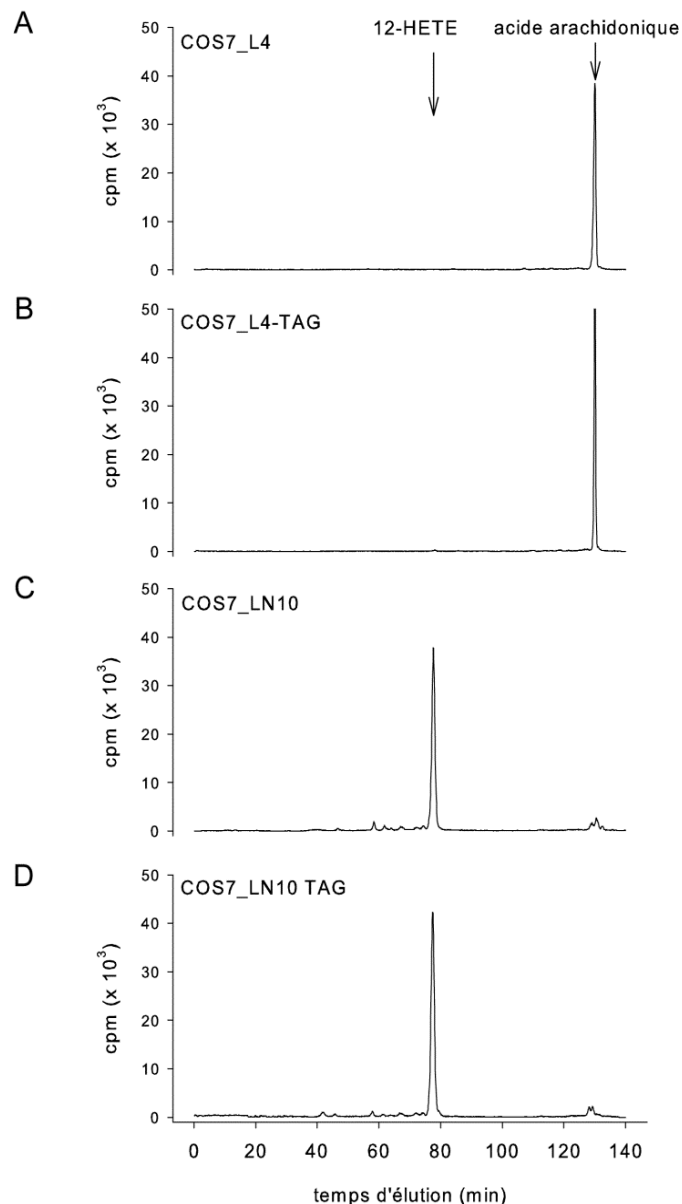 A
COS7_L4
12-HETE
acide arachidonique
50
40
30
20
10
0
cpm (x 10³)
B
COS7_L4-TAG
50
40
30
20
10
0
cpm (x 10³)
C
COS7_LN10
50
40
30
20
10
0
cpm (x 10³)
D
COS7_LN10 TAG
50
40
30
20
10
0
cpm (x 10³)
0 20 40 60 80 100 120 140
temps d'élution (min)